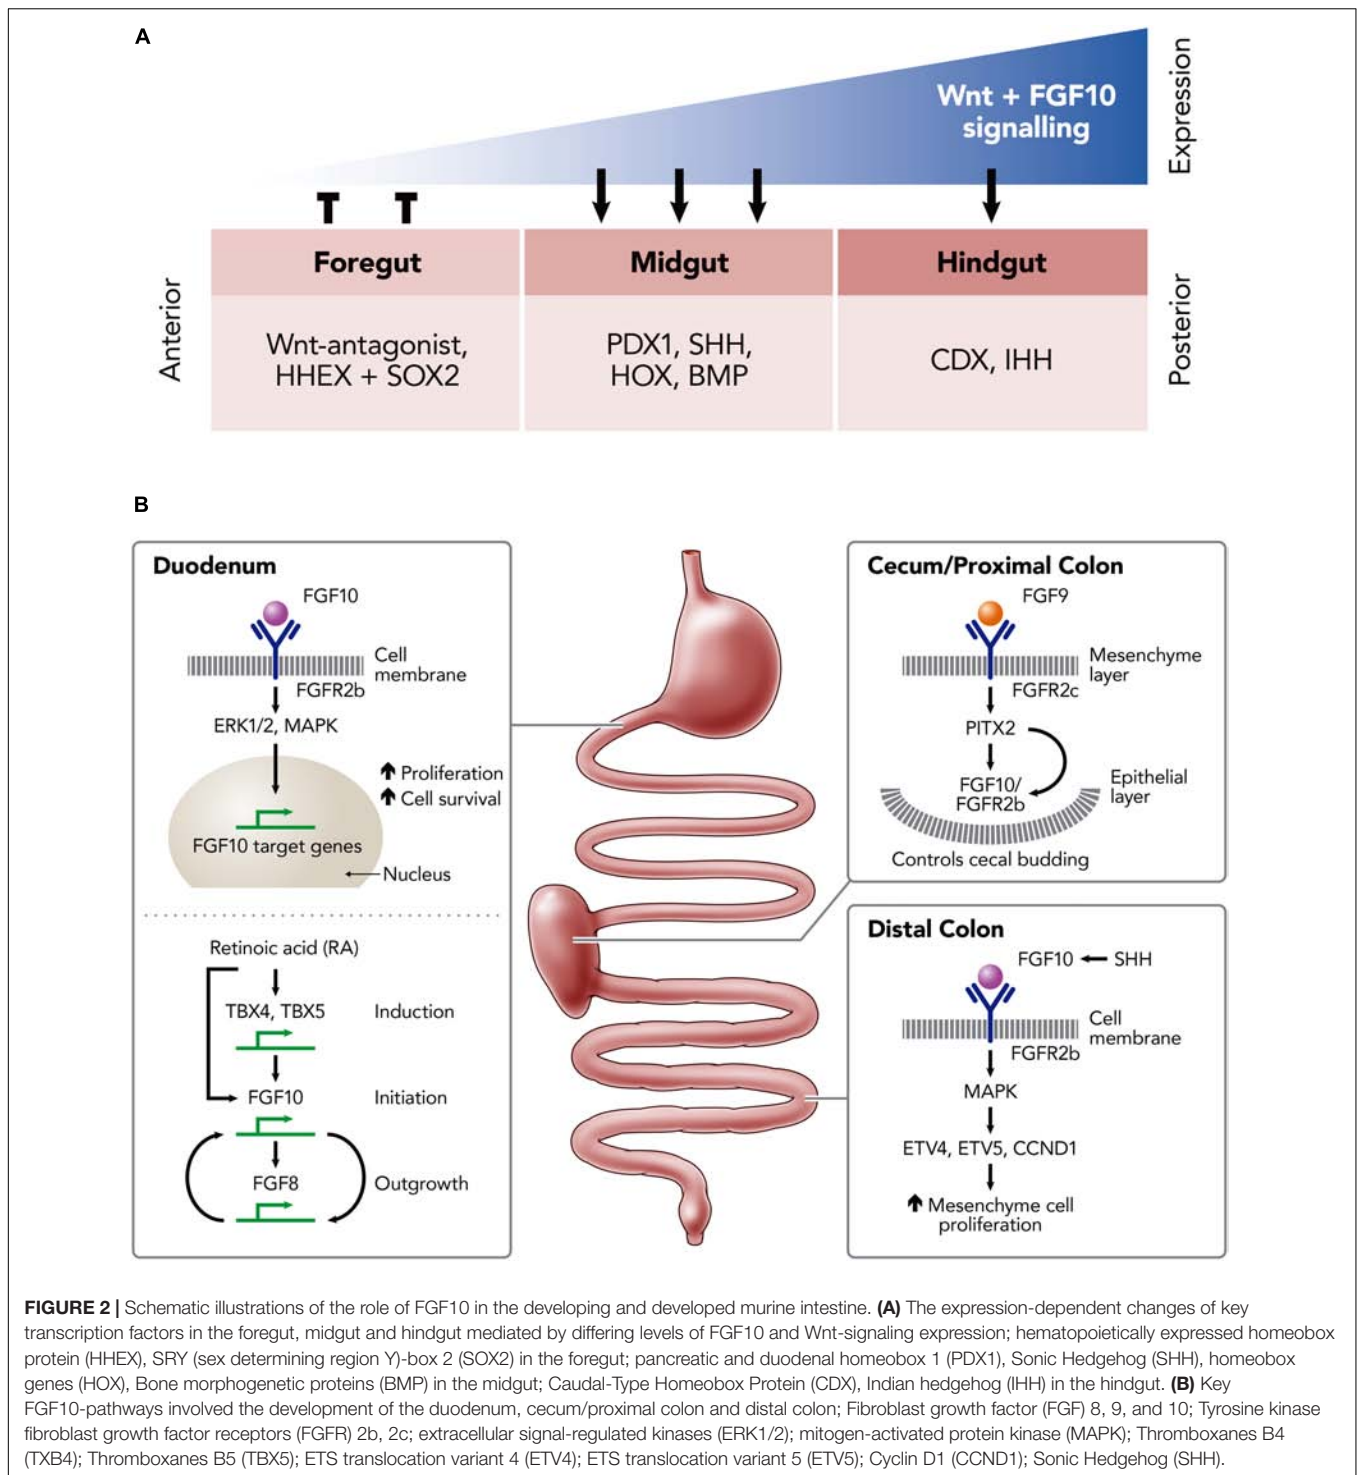 A
Wnt + FGF10
signalling
Expression
Anterior
Foregut
Midgut
Hindgut
Wnt-antagonist,
HHEX + SOX2
PDX1, SHH,
HOX, BMP
CDX, IHH
Posterior
B
Duodenum
FGF10
Cell
membrane
FGFR2b
ERK1/2, MAPK
Proliferation
Cell survival
FGF10 target genes
Nucleus
Retinoic acid (RA)
TBX4, TBX5
Induction
FGF10
Initiation
FGF8
Outgrowth
Cecum/Proximal Colon
FGF9
Mesenchyme
layer
FGFR2c
PITX2
FGF10/
FGFR2b
Epithelial
layer
Controls cecal budding
Distal Colon
FGF10 SHH
Cell
membrane
FGFR2b
MAPK
ETV4, ETV5, CCND1
Mesenchyme cell
proliferation
FIGURE 2 | Schematic illustrations of the role of FGF10 in the developing and developed murine intestine. (A) The expression-dependent changes of key
transcription factors in the foregut, midgut and hindgut mediated by differing levels of FGF10 and Wnt-signaling expression; hematopoietically expressed homeobox
protein (HHEX), SRY (sex determining region Y)-box 2 (SOX2) in the foregut; pancreatic and duodenal homeobox 1 (PDX1), Sonic Hedgehog (SHH), homeobox
genes (HOX), Bone morphogenetic proteins (BMP) in the midgut; Caudal-Type Homeobox Protein (CDX), Indian hedgehog (IHH) in the hindgut. (B) Key
FGF10-pathways involved the development of the duodenum, cecum/proximal colon and distal colon; Fibroblast growth factor (FGF) 8, 9, and 10; Tyrosine kinase
fibroblast growth factor receptors (FGFR) 2b, 2c; extracellular signal-regulated kinases (ERK1/2); mitogen-activated protein kinase (MAPK); Thromboxanes B4
(TXB4); Thromboxanes B5 (TBX5); ETS translocation variant 4 (ETV4); ETS translocation variant 5 (ETV5); Cyclin D1 (CCND1); Sonic Hedgehog (SHH).